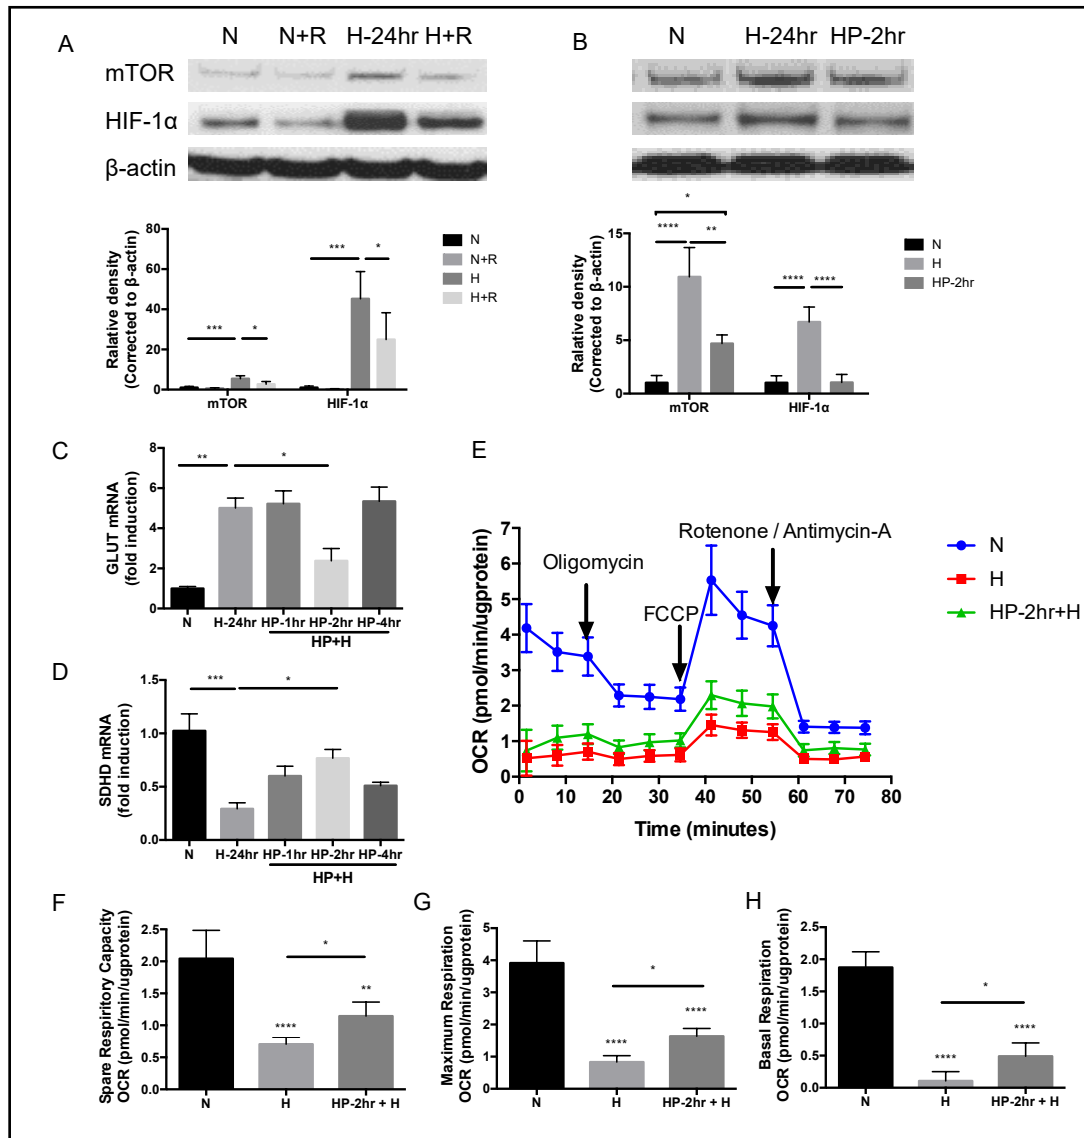 A
N N+R H-24hr H+R
mTOR
HIF-1α
β-actin
Ralative density
(Corrected to β-actin)
80
60
40
20
0
*** * *** *
mTOR HIF-1α
N
N+R
H
H+R
B
N H-24hr HP-2hr
Ralative density
(Corrected to β-actin)
15
10
5
0
*
**** ** **** ****
mTOR HIF-1α
N
H
HP-2hr
C
GLUT mRNA
(fold induction)
8
6
4
2
0
** *
N H-24hr HP-1hr HP-2hr HP-4hr
HP+H
D
SDHD mRNA
(fold induction)
1.5
1.0
0.5
0.0
*** *
N H-24hr HP-1hr HP-2hr HP-4hr
HP+H
E
OCR (pmol/min/ugprotein)
7
6
5
4
3
2
1
0
Oligomycin
FCCP
Rotenone / Antimycin-A
0 10 20 30 40 50 60 70 80
Time (minutes)
N
H
HP-2hr+H
F
Spare Respiritory Capacity
OCR (pmol/min/ugprotein)
2.5
2.0
1.5
1.0
0.5
0.0
*
**** **
N H HP-2hr + H
G
Maximum Respiration
OCR (pmol/min/ugprotein)
5
4
3
2
1
0
*
**** ****
N H HP-2hr + H
H
Basal Respiration
OCR (pmol/min/ugprotein)
2.5
2.0
1.5
1.0
0.5
0.0
*
**** ****
N H HP-2hr + H